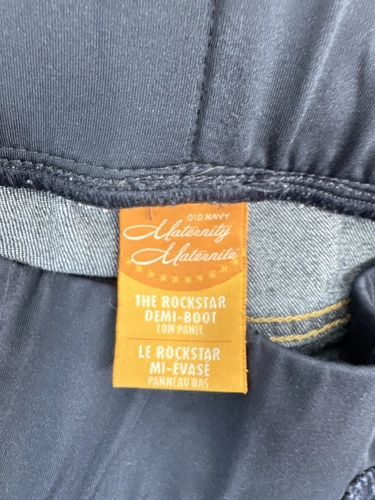 OLD NAVY
Maternity
Maternité
THE ROCKSTAR
DEMI-BOOT
LOW PANEL
LE ROCKSTAR
MI-ÉVASÉ
PANNEAU BAS